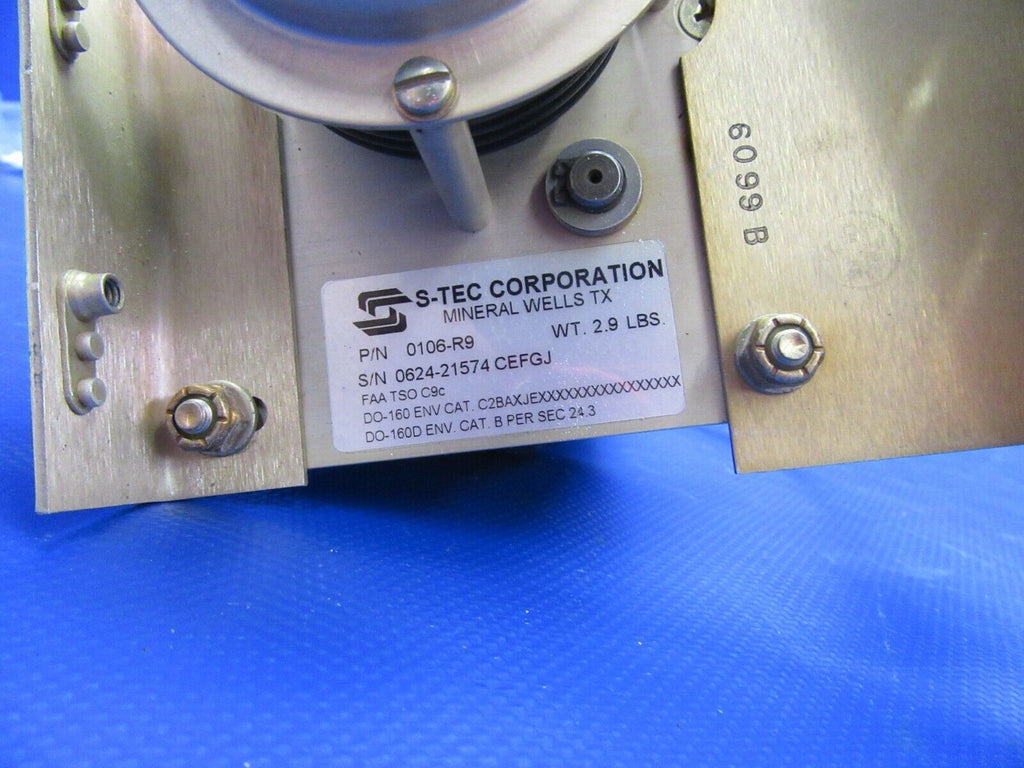 S-TEC CORPORATION
MINERAL WELLS TX
P/N 0106-R9 WT. 2.9 LBS.
S/N 0624-21574 CEFGJ
FAA TSO C9c
DO-160 ENV CAT. C2BAXJEXXXXXXXXXXXXXXXXX
DO-160D ENV. CAT. B PER SEC 24.3
6099 B